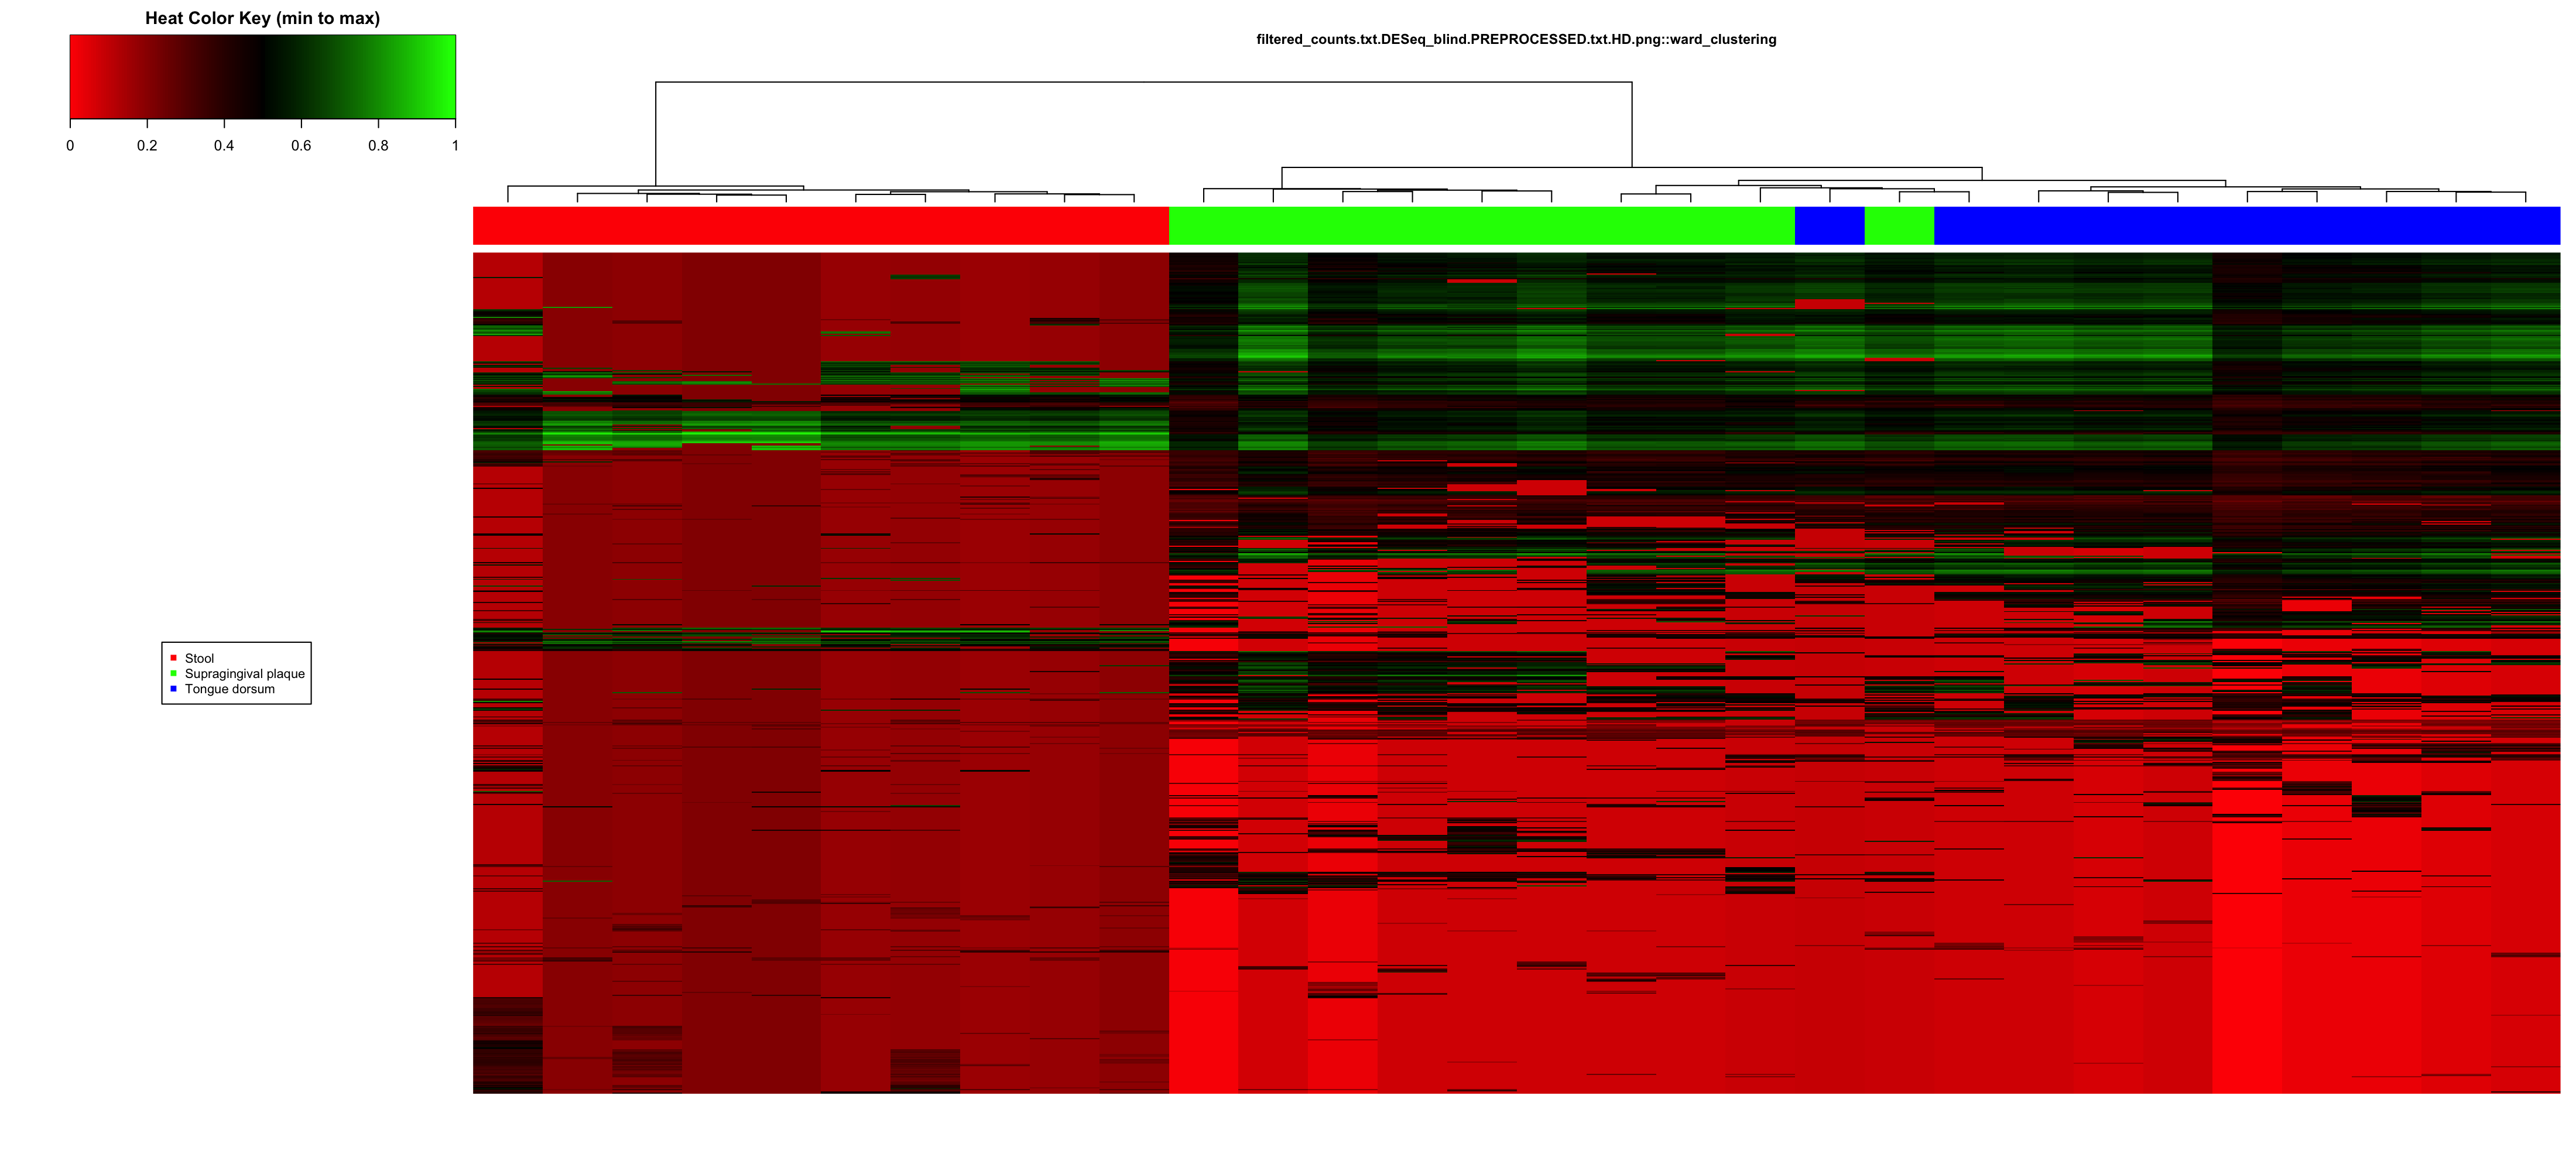 Heat Color Key (min to max)
0 0.2 0.4 0.6 0.8 1
filtered_counts.txt.DESeq_blind.PREPROCESSED.txt.HD.png::ward_clustering
Stool
Supragingival plaque
Tongue dorsum